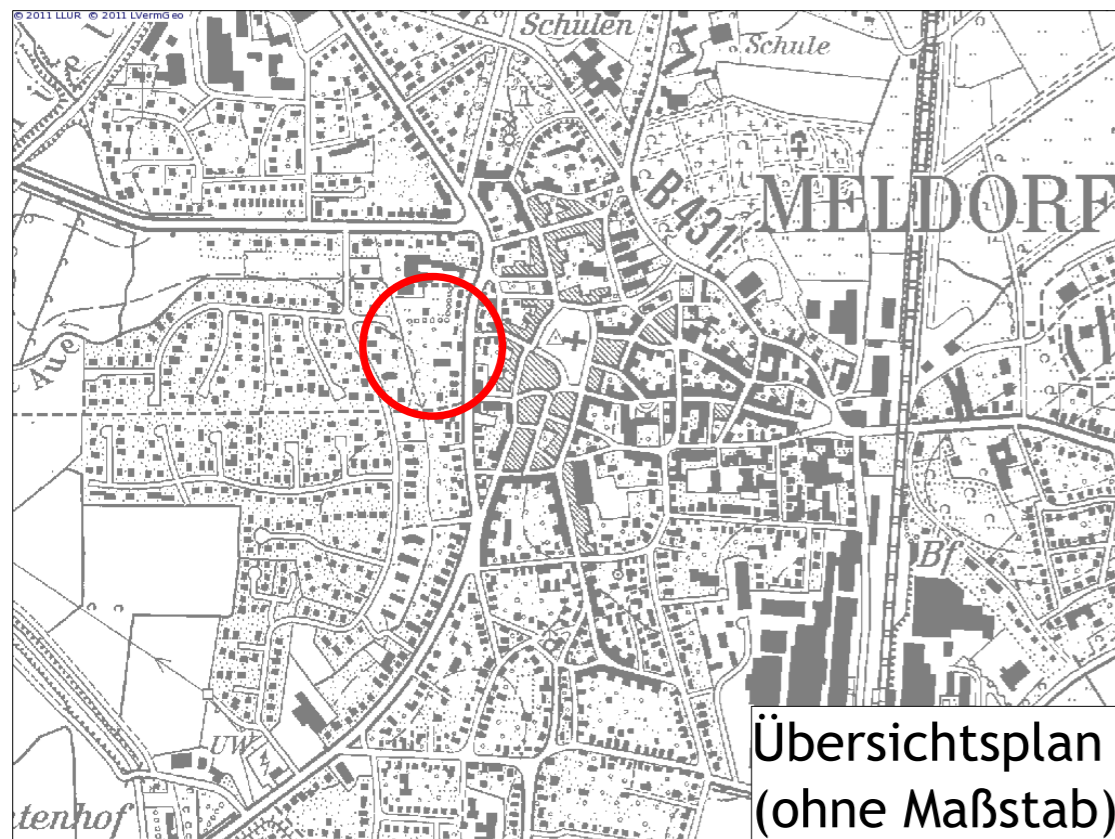 © 2011 LLUR © 2011 LVermGeo
Schulen
Schule
B 431
MELDORF
Aue
Bf
UW
Übersichtsplan
(ohne Maßstab)
tenhof